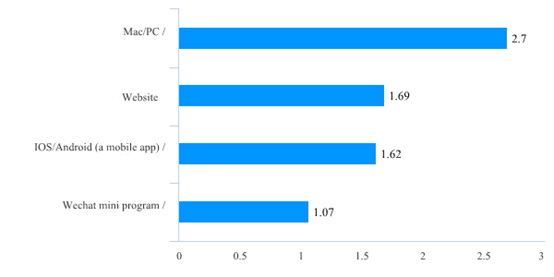 Mac/PC /
2.7
Website
1.69
IOS/Android (a mobile app) /
1.62
Wechat mini program /
1.07
0 0.5 1 1.5 2 2.5 3